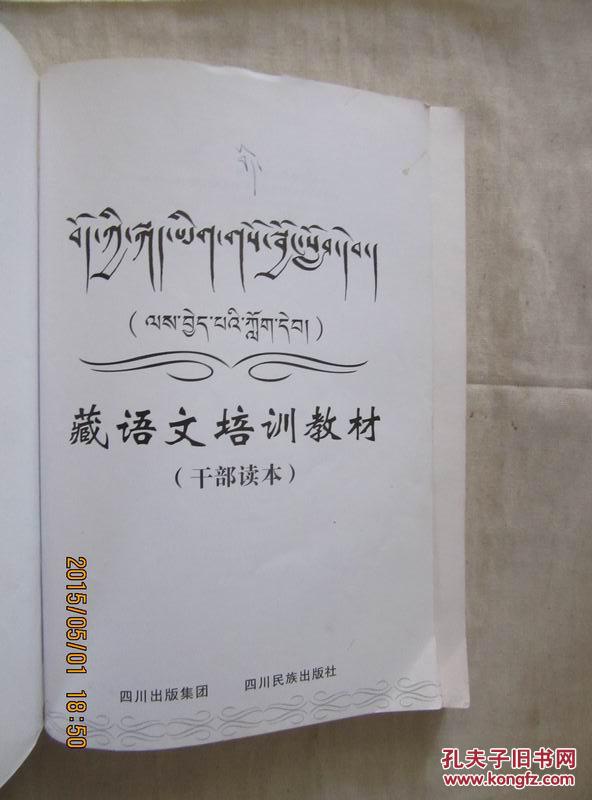 བོད་ཀྱི་སྐད་ཡིག་གསོ་སྦྱོང་སློབ་དེབ།
(ལས་བྱེད་པའི་ཀློག་དེབ།)
藏语文培训教材
(干部读本)
四川出版集团 四川民族出版社
2015/05/01 18:50
孔夫子旧书网
www.kongfz.com